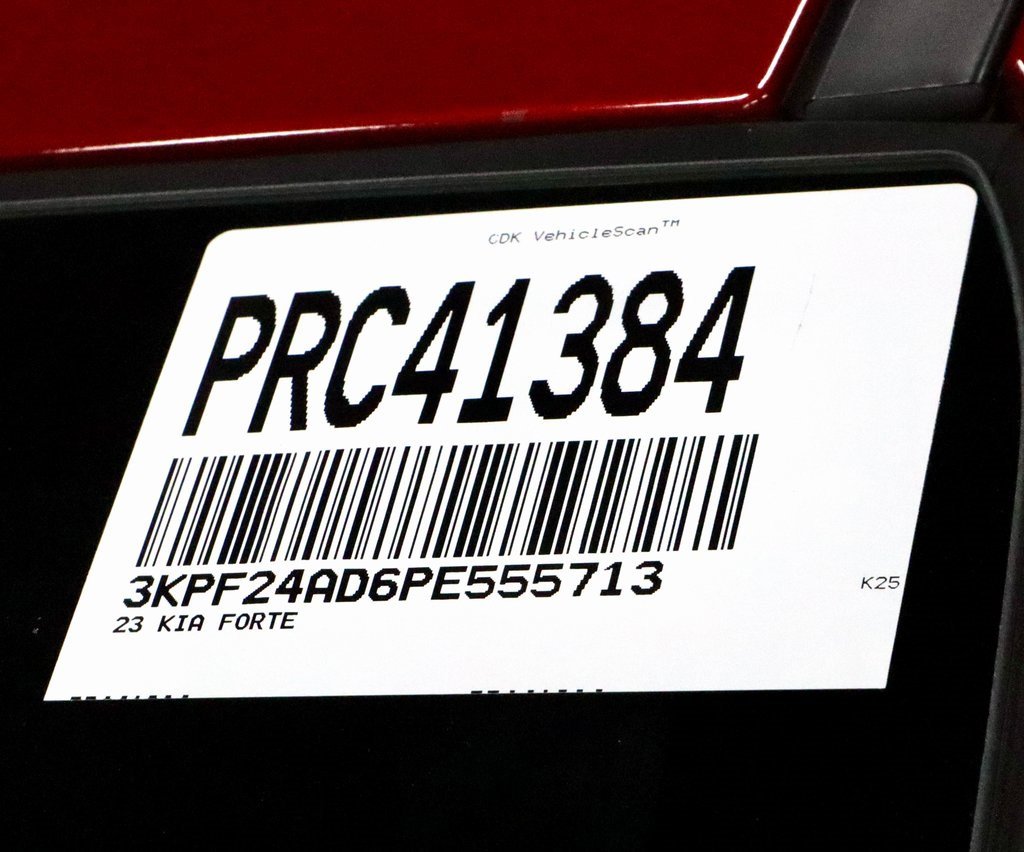 CDK VehicleScan™
PRC41384
3KPF24AD6PE555713
23 KIA FORTE
K25